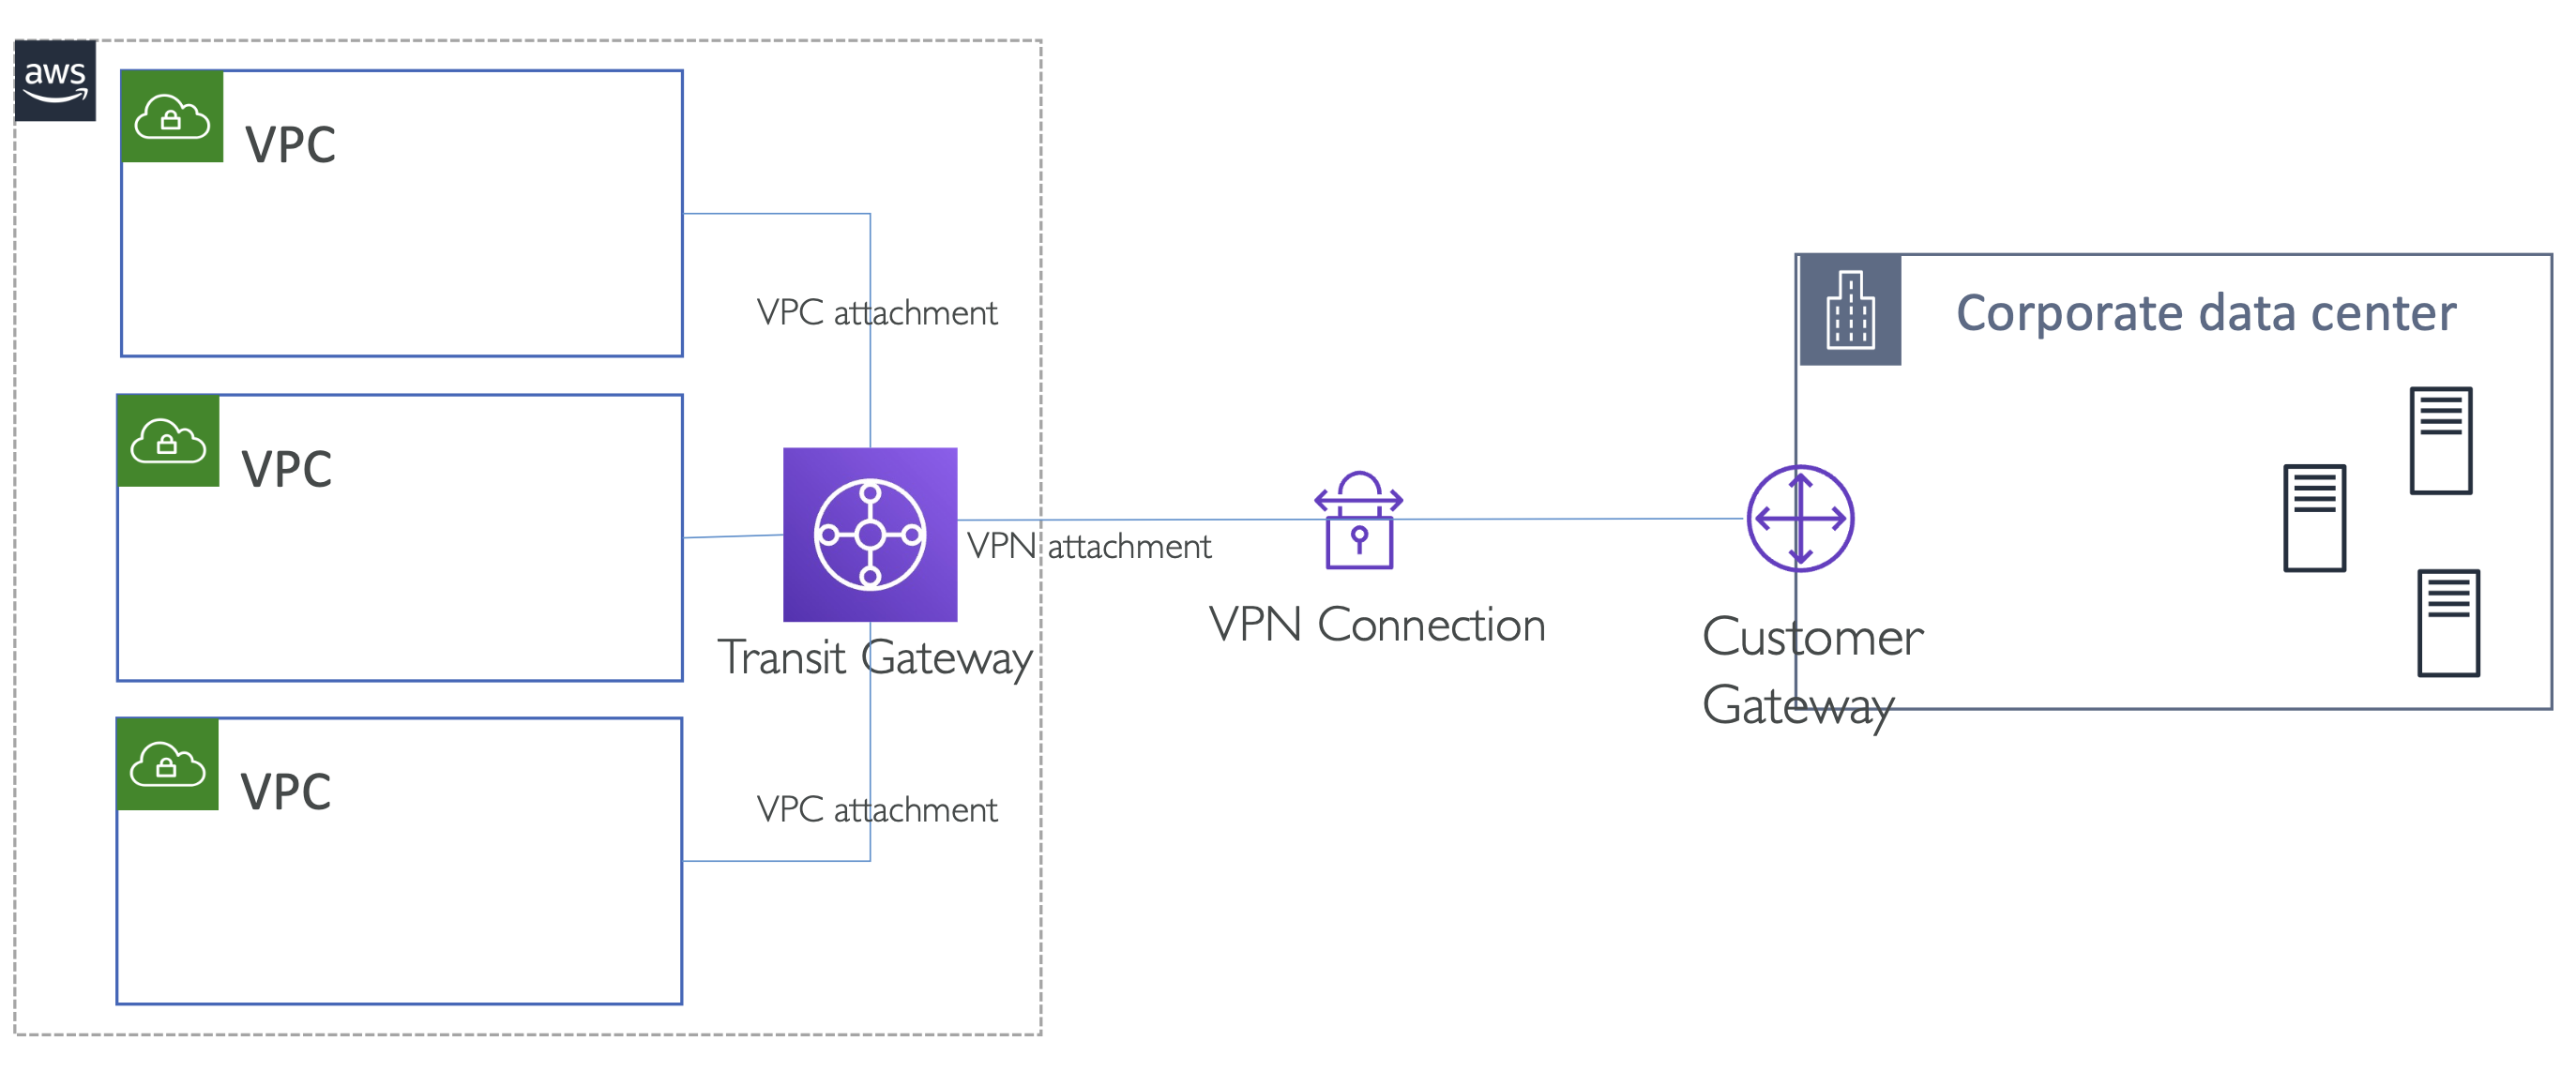 aws
VPC
VPC attachment
Corporate data center
VPC
VPN attachment
Transit Gateway
VPN Connection
Customer
Gateway
VPC
VPC attachment